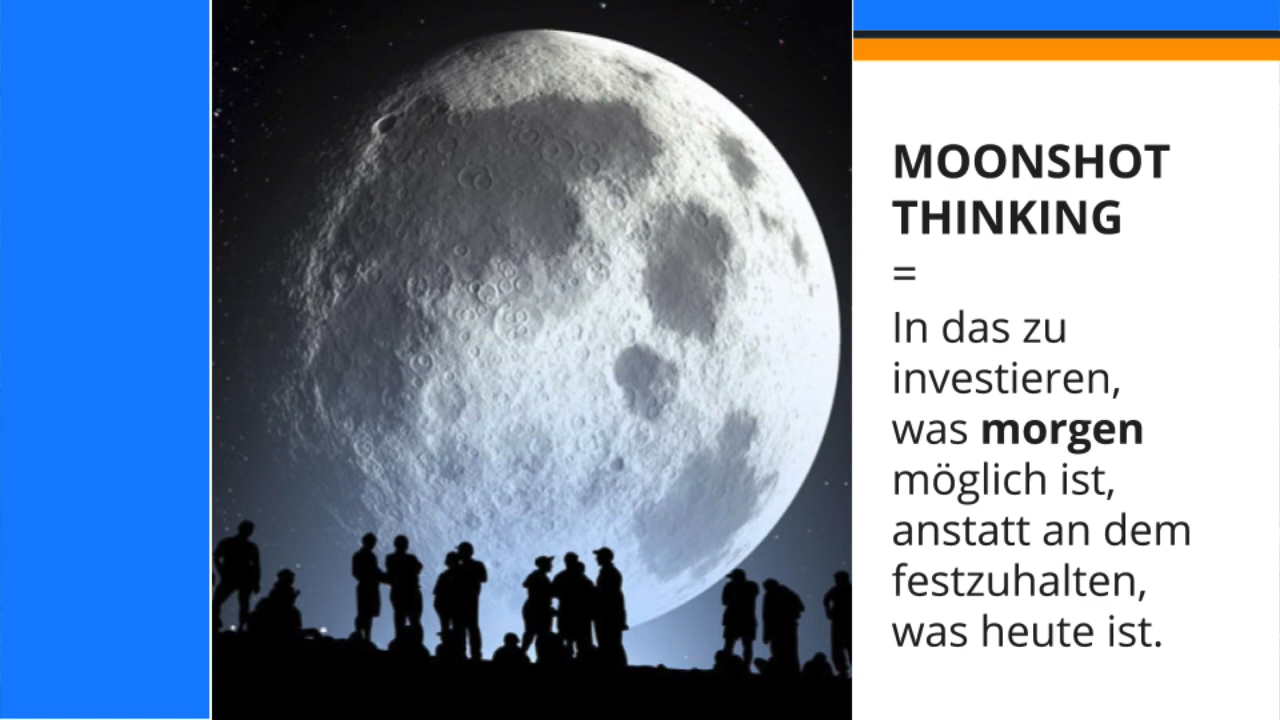 MOONSHOT
THINKING
=
In das zu
investieren,
was morgen
möglich ist,
anstatt an dem
festzuhalten,
was heute ist.